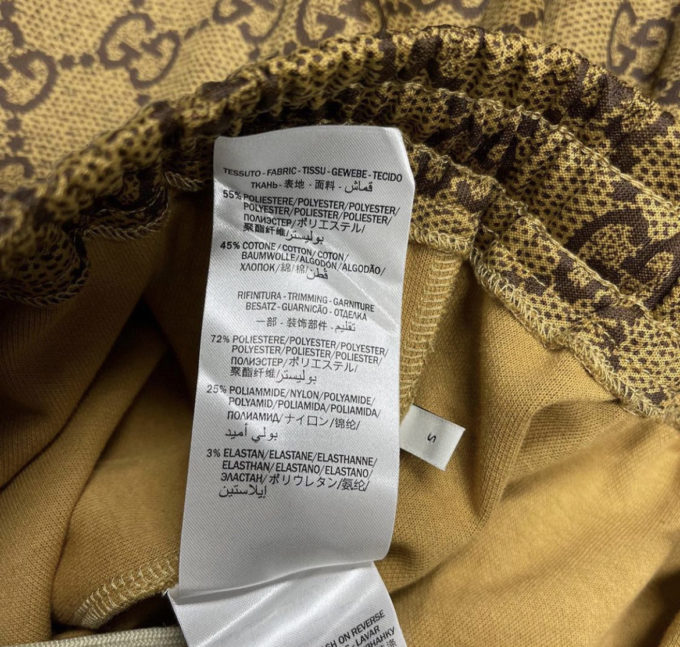 TESSUTO - FABRIC - TISSU - GEWEBE - TECIDO
ТКАНЬ - 表地 - 面料 - قماش
55% POLIESTERE/POLYESTER/POLYESTER/
POLYESTER/POLIESTER/POLIESTER/
ПОЛИЭСТЕР/ポリエステル/
聚酯纤维/بوليستر
45% COTONE/COTTON/COTON/
BAUMWOLLE/ALGODÓN/ALGODÃO/
ХЛОПОК/綿/棉/قطن
RIFINITURA - TRIMMING - GARNITURE
BESATZ - GUARNICÃO - ОТДЕЛКА
一部 - 装饰部件 - تقليم
72% POLIESTERE/POLYESTER/POLYESTER/
POLYESTER/POLIESTER/POLIESTER/
ПОЛИЭСТЕР/ポリエステル/
聚酯纤维/بوليستر
25% POLIAMMIDE/NYLON/POLYAMIDE/
POLYAMID/POLIAMIDA/POLIAMIDA/
ПОЛИАМИД/ナイロン/锦纶/
بولي أميد
3% ELASTAN/ELASTANE/ELASTHANNE/
ELASTHAN/ELASTANO/ELASTANO/
ЭЛАСТАН/ポリウレタン/氨纶/
إيلاستين
S
ON REVERSE
LAVAR